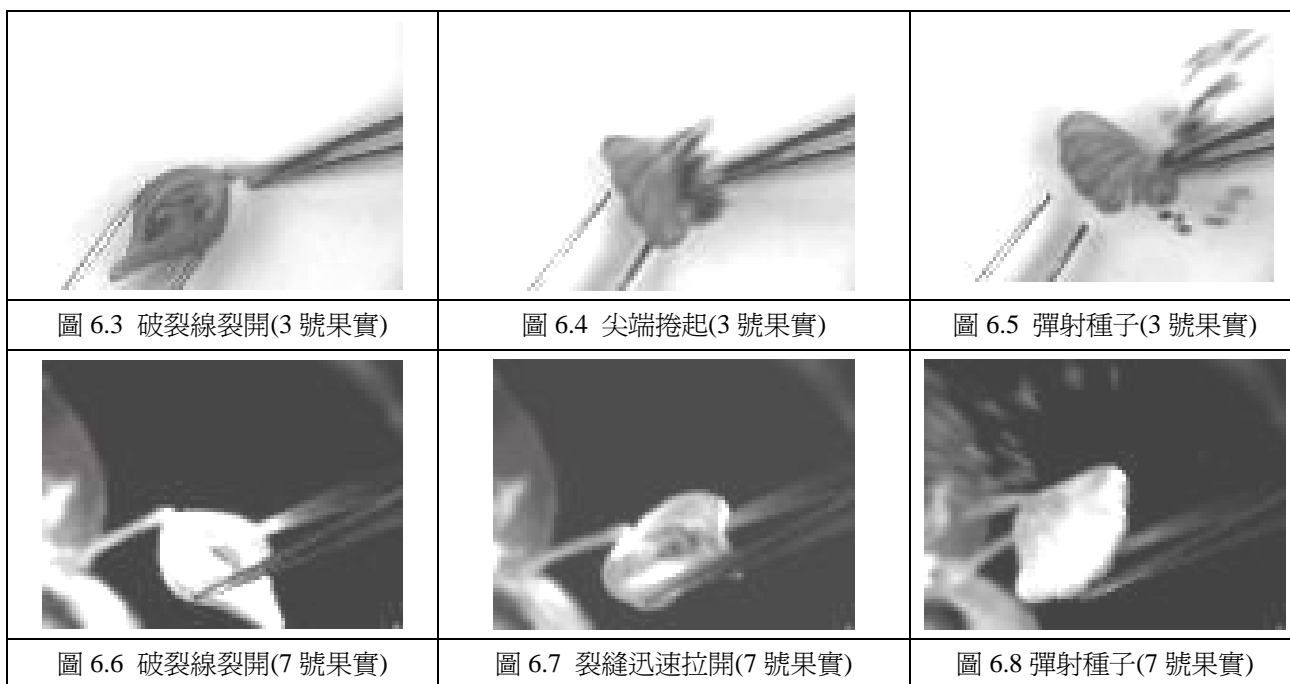 圖 6.3 破裂線裂開(3 號果實)
圖 6.4 尖端捲起(3 號果實)
圖 6.5 彈射種子(3 號果實)
圖 6.6 破裂線裂開(7 號果實)
圖 6.7 裂縫迅速拉開(7 號果實)
圖 6.8 彈射種子(7 號果實)